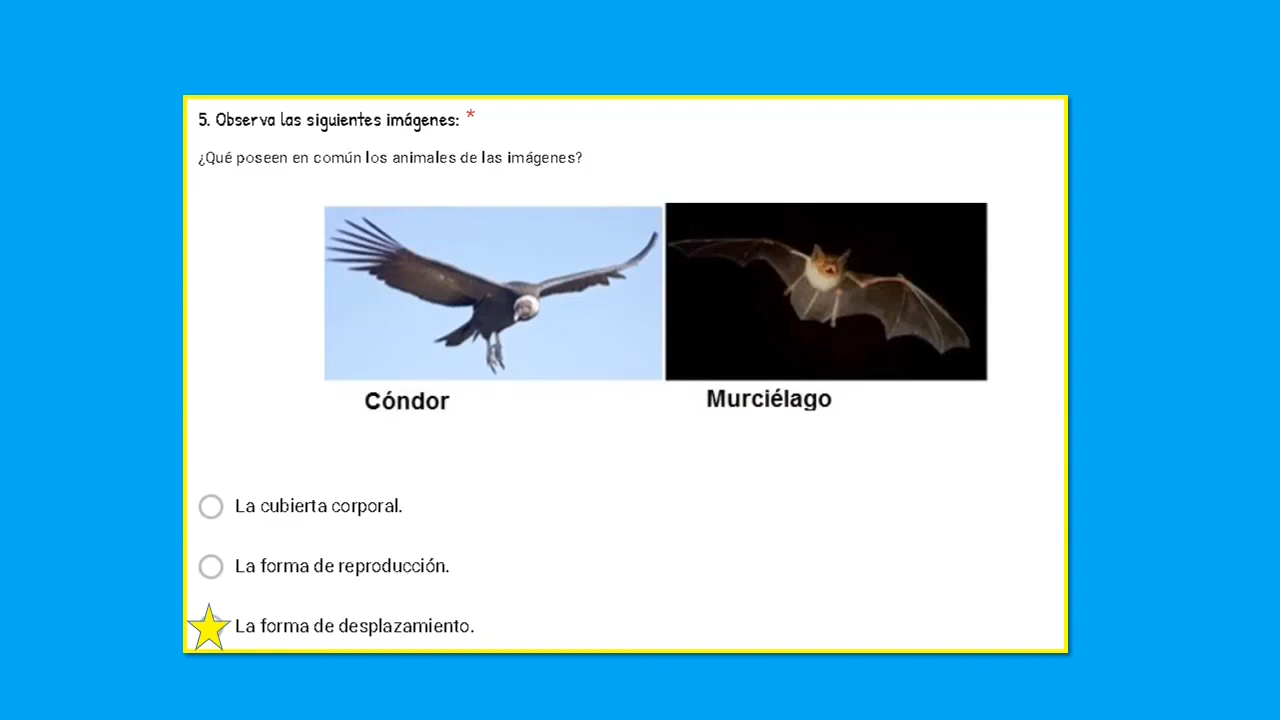 5. Observa las siguientes imágenes: *
¿Qué poseen en común los animales de las imágenes?
Cóndor
Murciélago
La cubierta corporal.
La forma de reproducción.
La forma de desplazamiento.